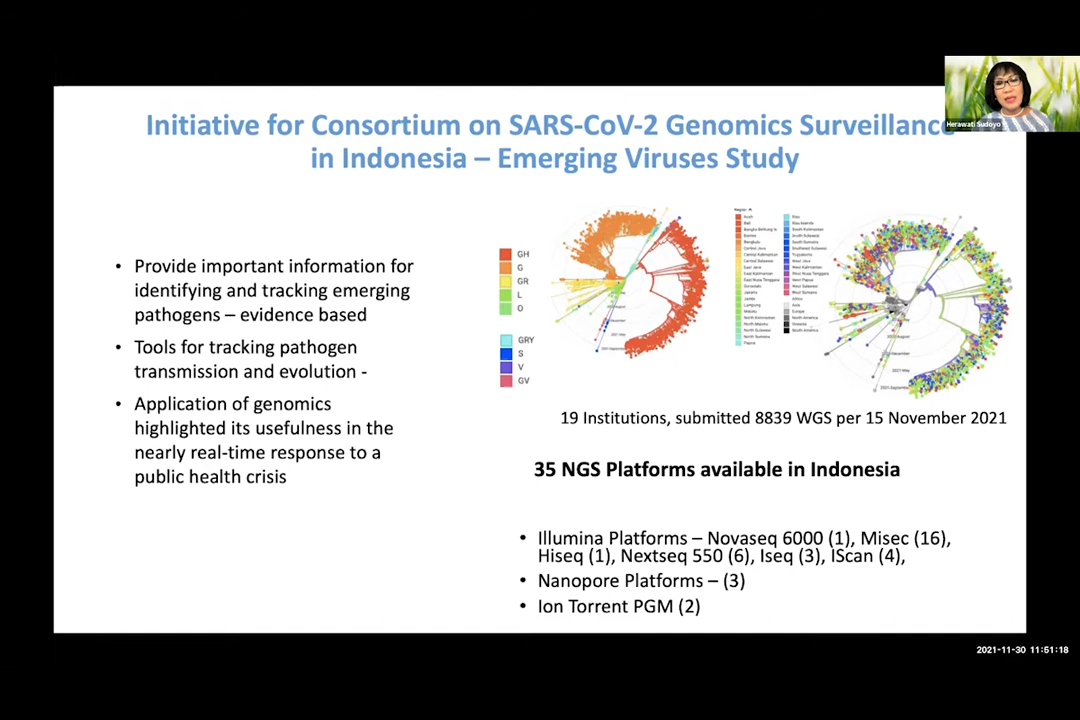 Herawati Sudoyo
Initiative for Consortium on SARS-CoV-2 Genomics Surveillance
in Indonesia – Emerging Viruses Study
• Provide important information for
identifying and tracking emerging
pathogens – evidence based
• Tools for tracking pathogen
transmission and evolution -
• Application of genomics
highlighted its usefulness in the
nearly real-time response to a
public health crisis
GH
G
GR
L
O
GRY
S
V
GV
19 Institutions, submitted 8839 WGS per 15 November 2021
35 NGS Platforms available in Indonesia
• Illumina Platforms – Novaseq 6000 (1), Misec (16),
Hiseq (1), Nextseq 550 (6), Iseq (3), IScan (4),
• Nanopore Platforms – (3)
• Ion Torrent PGM (2)
2021-11-30 11:51:18